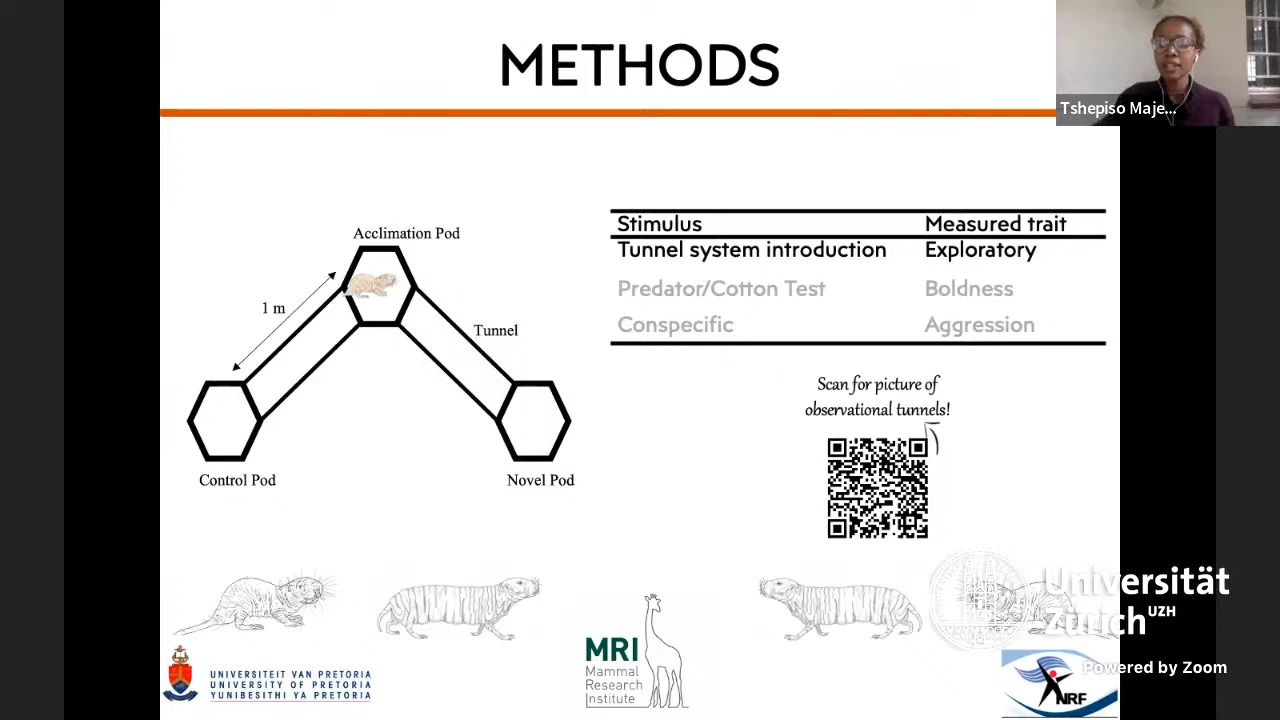 METHODS
Tshepiso Maje...
Acclimation Pod
1 m
Tunnel
Control Pod
Novel Pod
Stimulus Measured trait
Tunnel system introduction Exploratory
Predator/Cotton Test Boldness
Conspecific Aggression
Scan for picture of
observational tunnels!
UNIVERSITEIT VAN PRETORIA
UNIVERSITY OF PRETORIA
YUNIBESITHI YA PRETORIA
MRI
Mammal
Research
Institute
Universität
Zürich UZH
Powered by Zoom
NRF